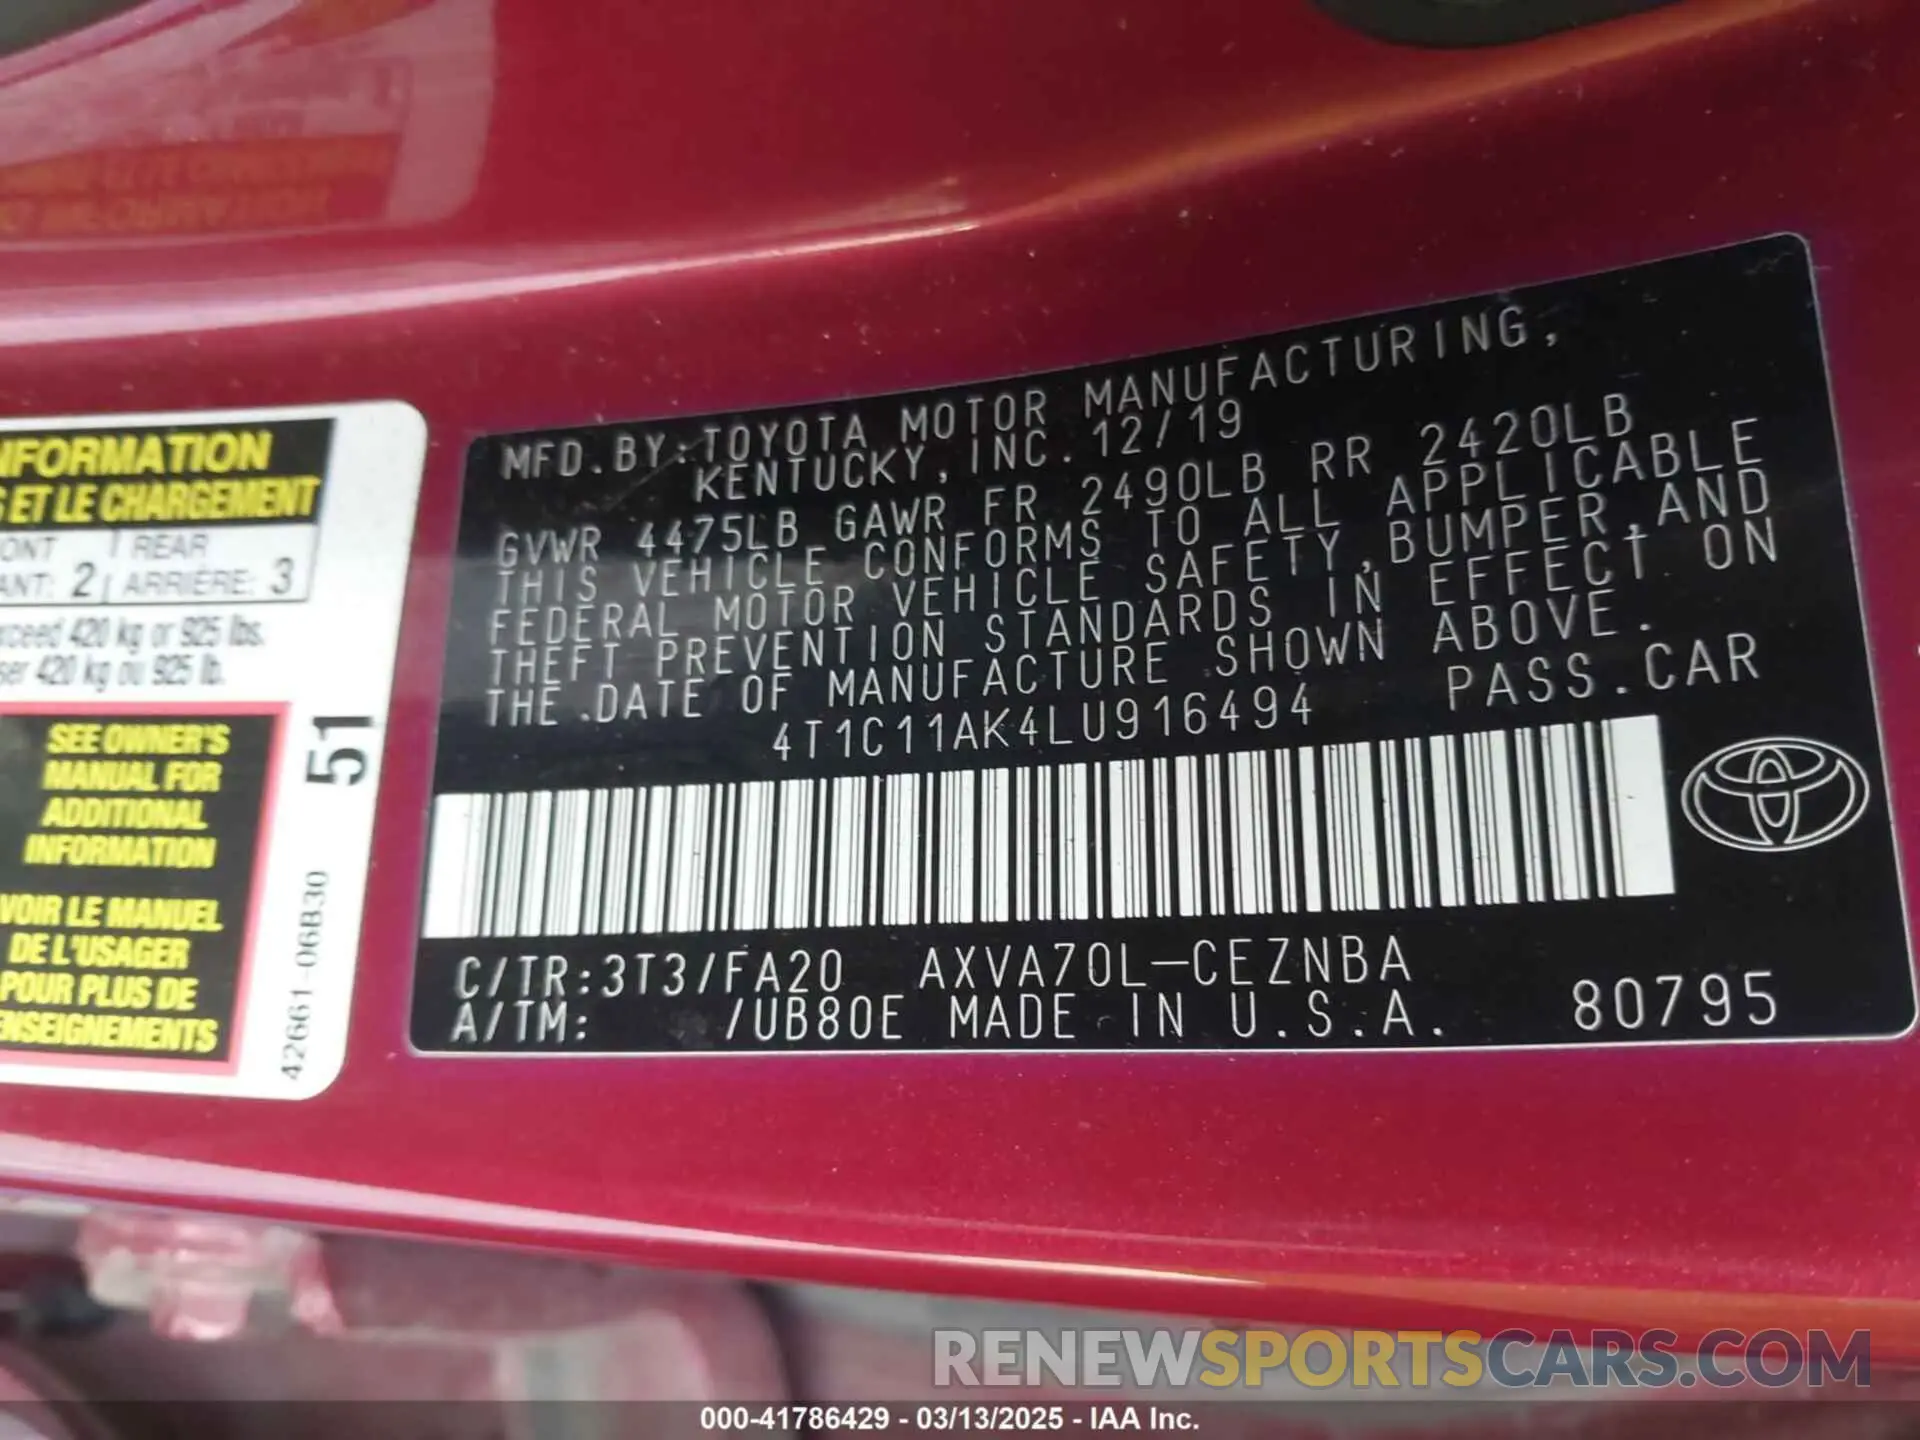 INFORMATION
S ET LE CHARGEMENT
REAR
ANT: 2 ARRIÈRE: 3
420 kg or 925 lbs.
420 kg ou 925 lb.
SEE OWNER'S
MANUAL FOR
ADDITIONAL
INFORMATION
VOIR LE MANUEL
DE L'USAGER
POUR PLUS DE
51
42661-06B30
MFD. BY: TOYOTA MOTOR MANUFACTURING,
KENTUCKY, INC. 12/19
GVWR 4475LB GAWR FR 2490LB RR 2420LB
THIS VEHICLE CONFORMS TO ALL APPLICABLE
FEDERAL MOTOR VEHICLE SAFETY, BUMPER, AND
THEFT PREVENTION STANDARDS IN EFFECT ON
THE DATE OF MANUFACTURE SHOWN ABOVE.
4T1C11AK4LU916494 PASS. CAR
C/TR: 3T3/FA20 AXVA70L-CEZNBA
A/TM: /UB80E MADE IN U.S.A. 80795
RENEWSPORTSCARS.COM
000-41786429 - 03/13/2025 - IAA Inc.